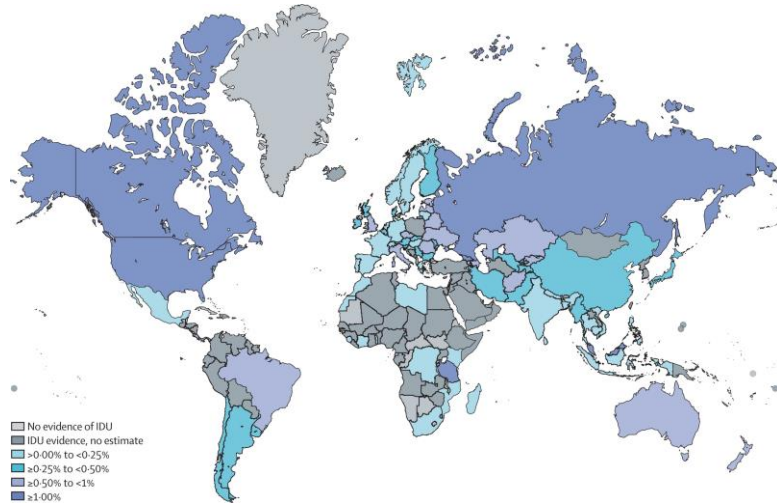 No evidence of IDU
IDU evidence, no estimate
>0·00% to <0·25%
≥0·25% to <0·50%
≥0·50% to <1%
≥1·00%